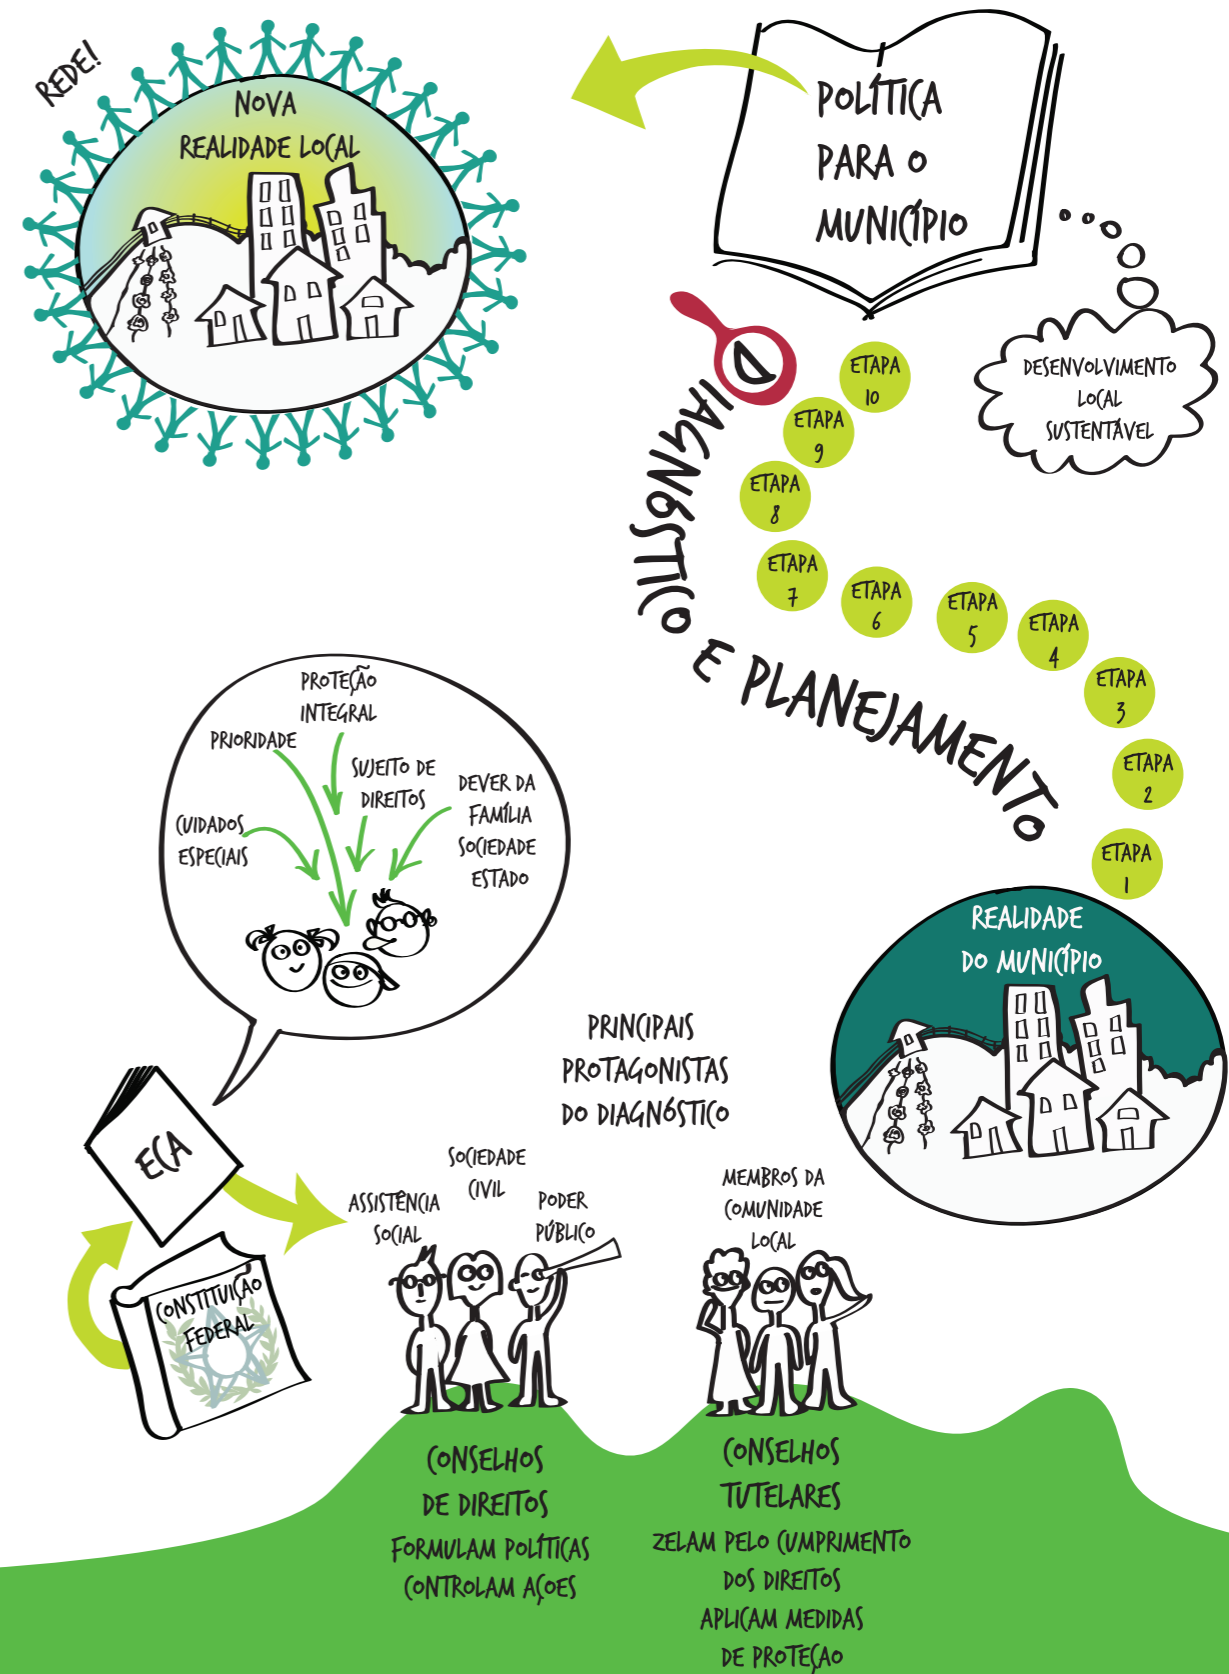 REDE!
NOVA
REALIDADE LOCAL
POLÍTICA
PARA O
MUNICÍPIO
DESENVOLVIMENTO
LOCAL
SUSTENTÁVEL
DIAGNÓSTICO E PLANEJAMENTO
ETAPA
10
ETAPA
9
ETAPA
8
ETAPA
7
ETAPA
6
ETAPA
5
ETAPA
4
ETAPA
3
ETAPA
2
ETAPA
1
REALIDADE
DO MUNICÍPIO
PROTEÇÃO
INTEGRAL
PRIORIDADE
SUJEITO DE
DIREITOS
DEVER DA
FAMÍLIA
SOCIEDADE
ESTADO
CUIDADOS
ESPECIAIS
ECA
CONSTITUIÇÃO
FEDERAL
PRINCIPAIS
PROTAGONISTAS
DO DIAGNÓSTICO
ASSISTÊNCIA
SOCIAL
SOCIEDADE
CIVIL
PODER
PÚBLICO
MEMBROS DA
COMUNIDADE
LOCAL
CONSELHOS
DE DIREITOS
FORMULAM POLÍTICAS
CONTROLAM AÇOES
CONSELHOS
TUTELARES
ZELAM PELO CUMPRIMENTO
DOS DIREITOS
APLICAM MEDIDAS
DE PROTEÇAO